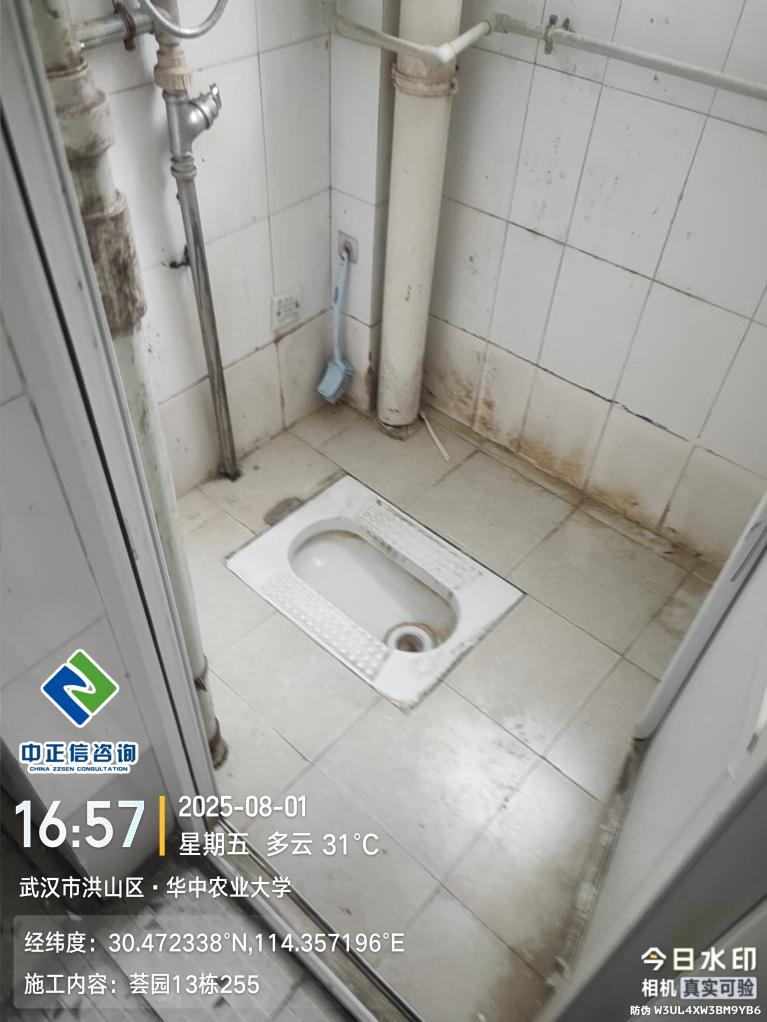 中正信咨询
CHINA ZZSEN CONSULTATION
16:57
2025-08-01
星期五 多云 31°C
武汉市洪山区·华中农业大学
经纬度：30.472338°N,114.357196°E
施工内容：荟园13栋255
今日水印
相机 真实可验
防伪 W3UL4XW3BM9YB6